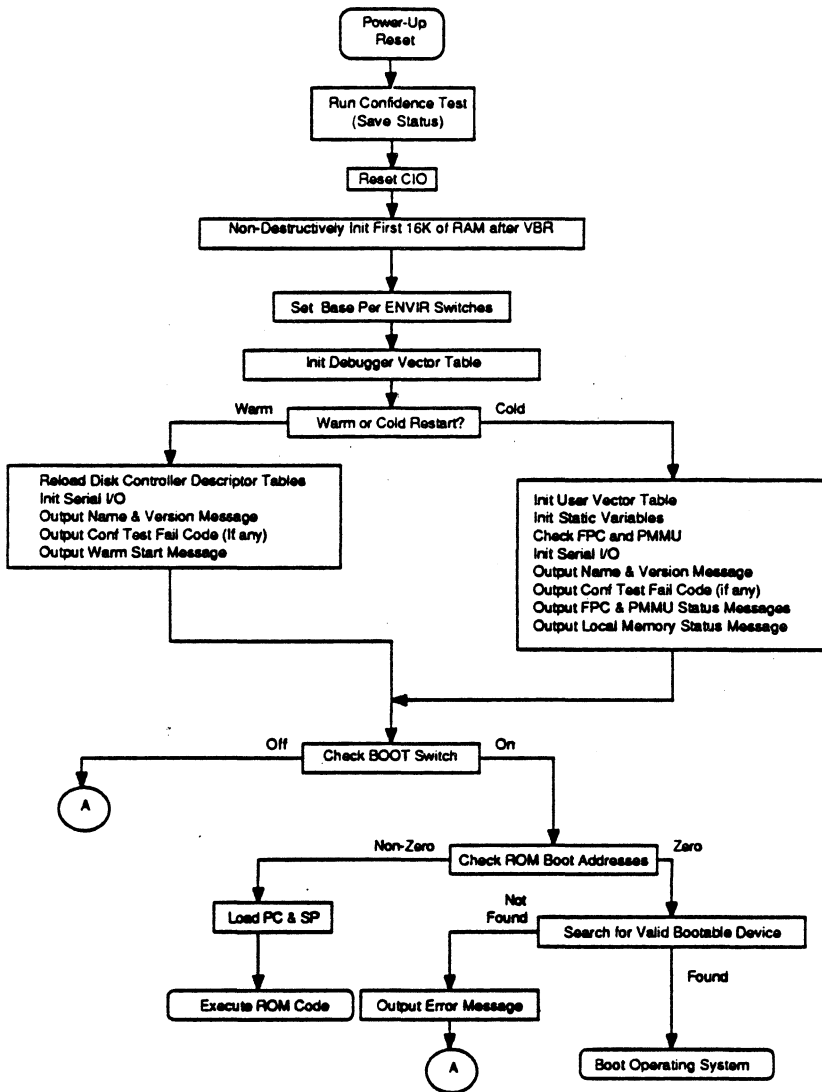 Power-Up
Reset
Run Confidence Test
(Save Status)
Reset CIO
Non-Destructively Init First 16K of RAM after VBR
Set Base Per ENVIR Switches
Init Debugger Vector Table
Warm
Warm or Cold Restart?
Cold
Reload Disk Controller Descriptor Tables
Init Serial I/O
Output Name & Version Message
Output Conf Test Fail Code (If any)
Output Warm Start Message
Init User Vector Table
Init Static Variables
Check FPC and PMMU
Init Serial I/O
Output Name & Version Message
Output Conf Test Fail Code (if any)
Output FPC & PMMU Status Messages
Output Local Memory Status Message
Off
Check BOOT Switch
On
A
Non-Zero
Check ROM Boot Addresses
Zero
Load PC & SP
Not
Found
Search for Valid Bootable Device
Found
Execute ROM Code
Output Error Message
A
Boot Operating System